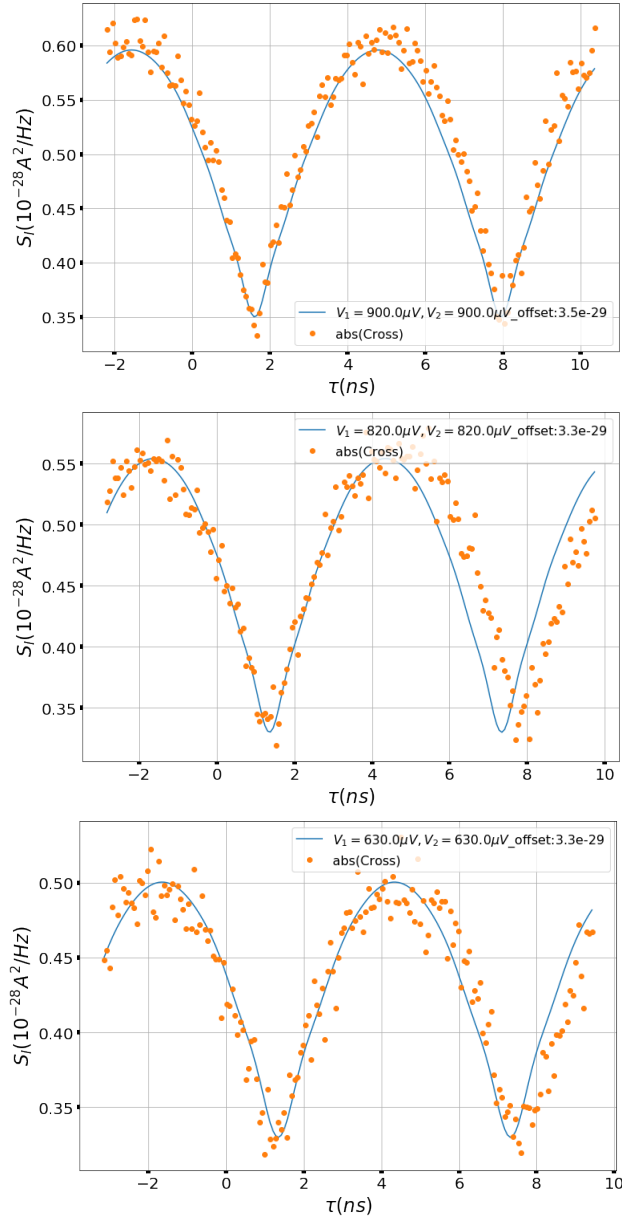 0.60
0.55
0.50
0.45
0.40
0.35
S_I(10^{-28}A^2/Hz)
V_1 = 900.0μV, V_2 = 900.0μV_offset:3.5e-29
abs(Cross)
−2 0 2 4 6 8 10
τ(ns)
V_1 = 820.0μV, V_2 = 820.0μV_offset:3.3e-29
abs(Cross)
0.55
0.50
0.45
0.40
0.35
S_I(10^{-28}A^2/Hz)
−2 0 2 4 6 8 10
τ(ns)
V_1 = 630.0μV, V_2 = 630.0μV_offset:3.3e-29
abs(Cross)
0.50
0.45
0.40
0.35
S_I(10^{-28}A^2/Hz)
−2 0 2 4 6 8 10
τ(ns)